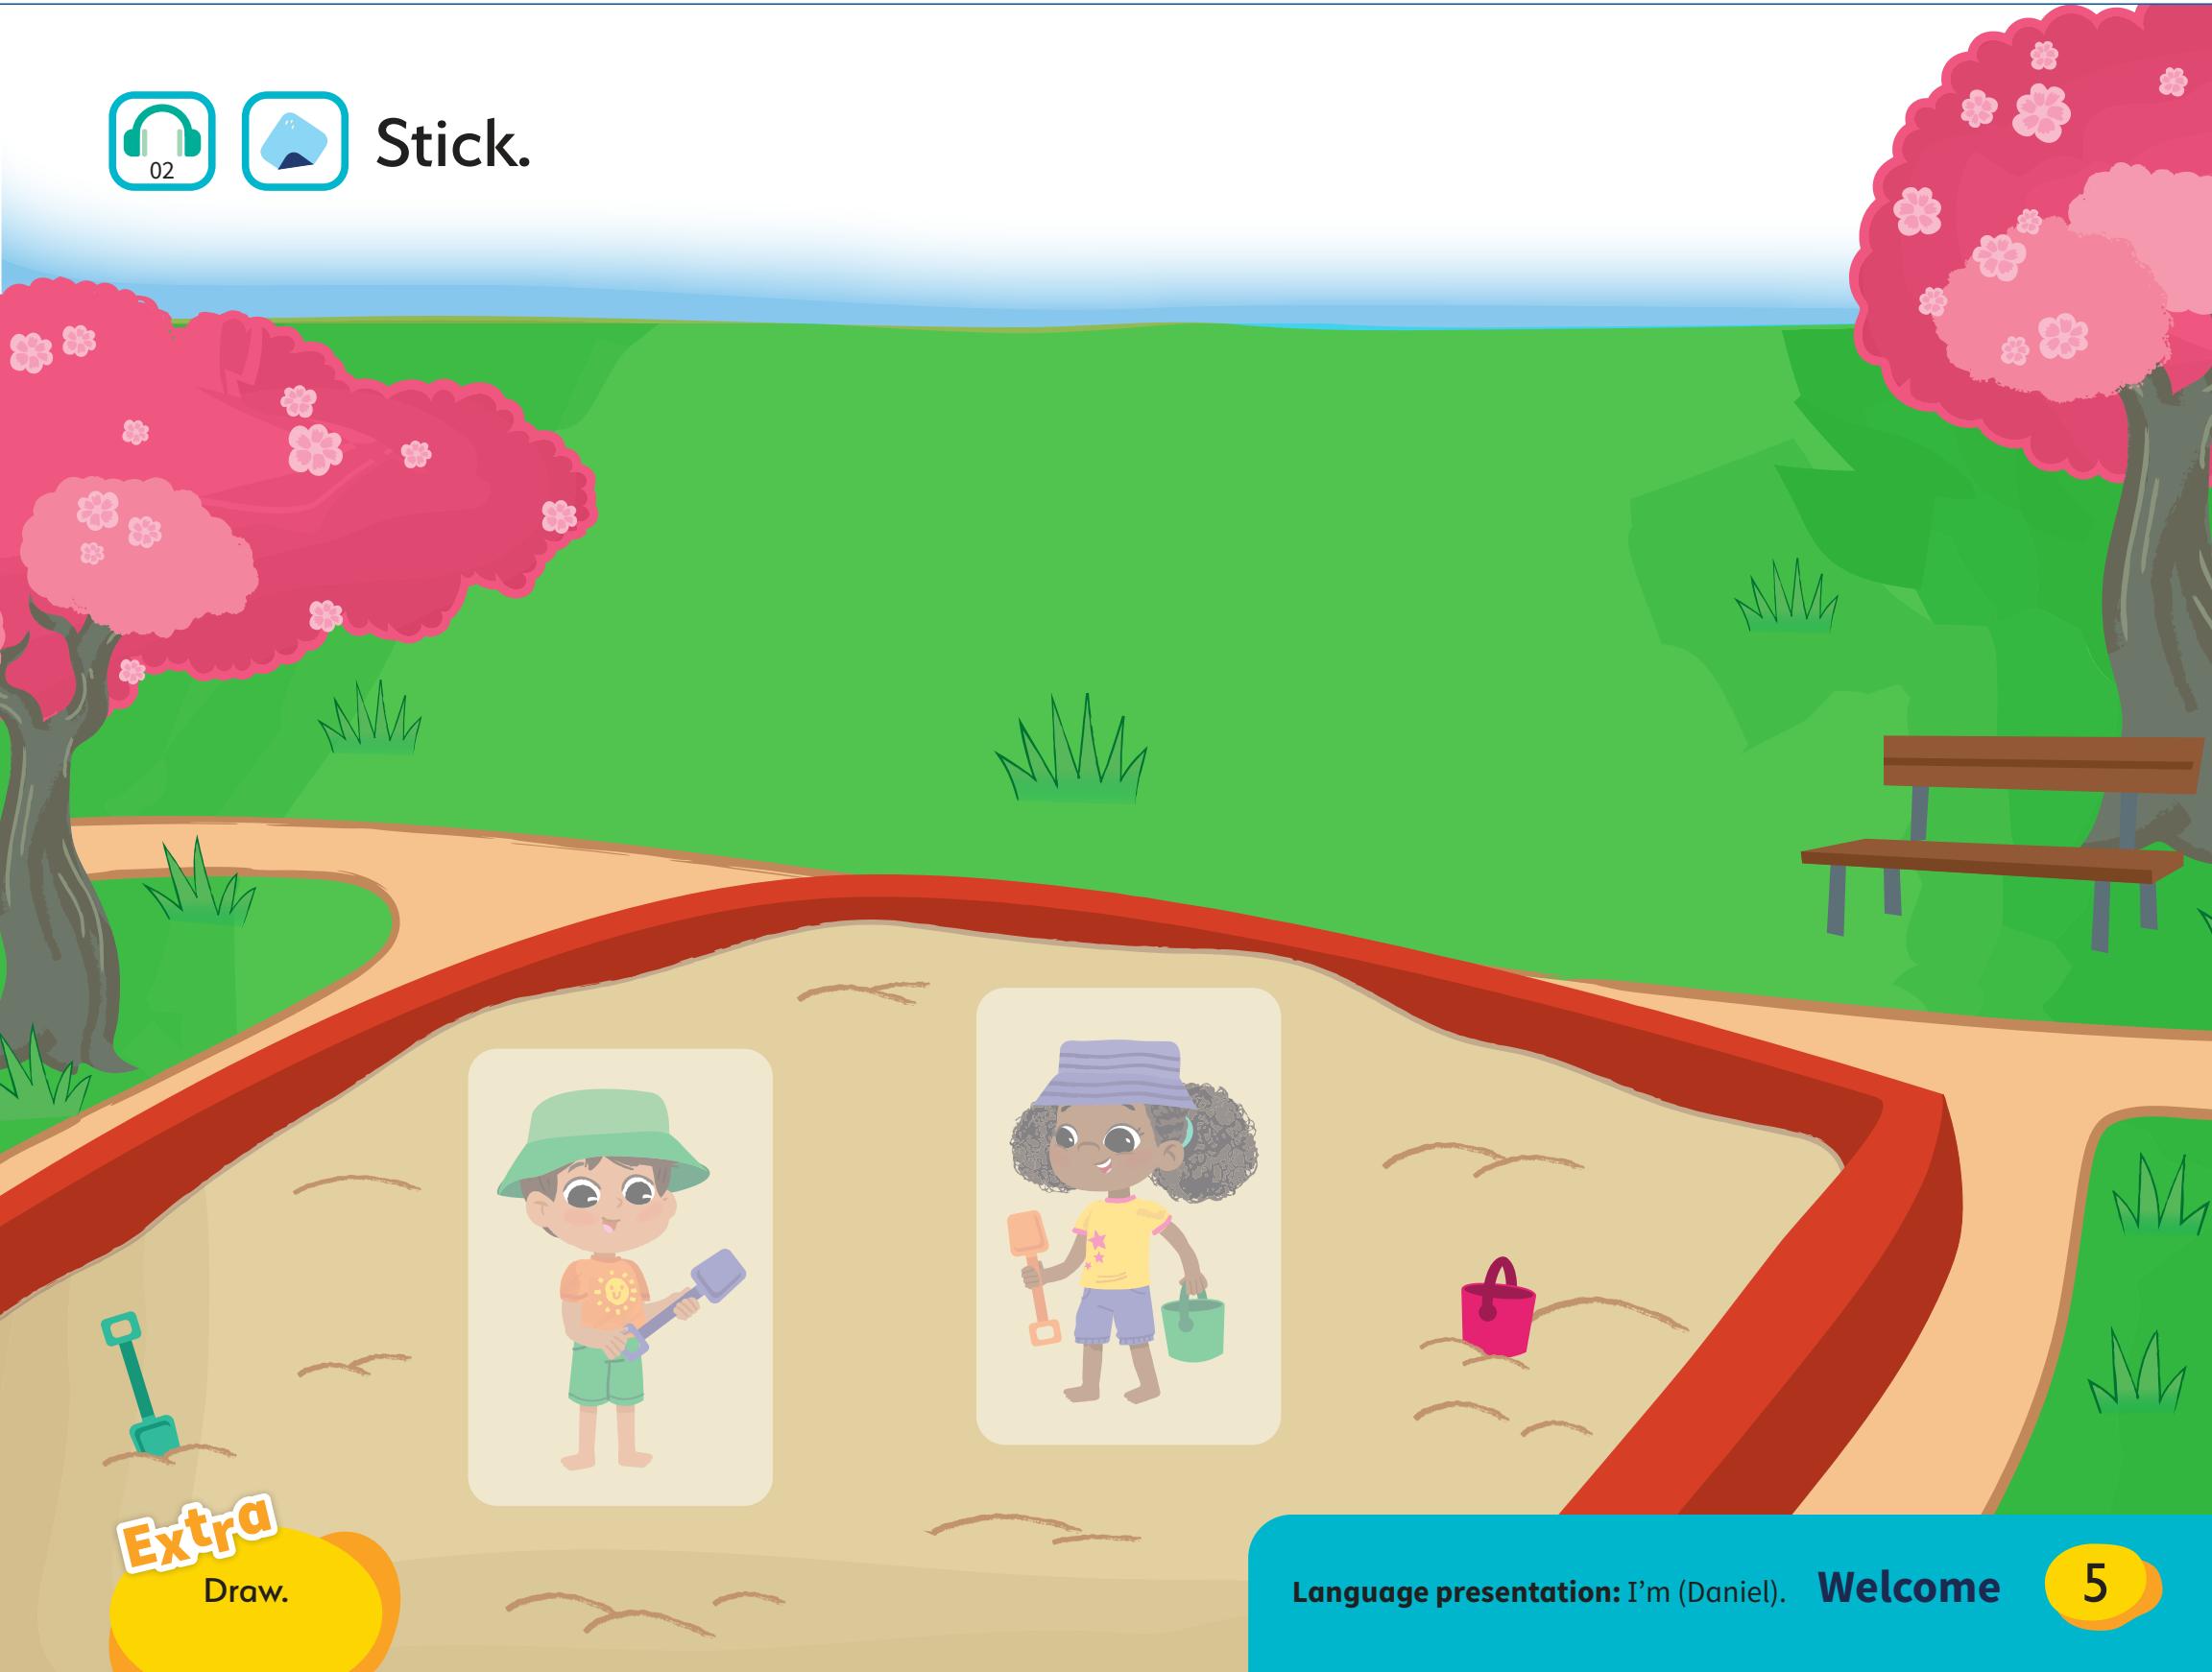 02
Stick.
Extra
Draw.
Language presentation: I'm (Daniel). Welcome 5